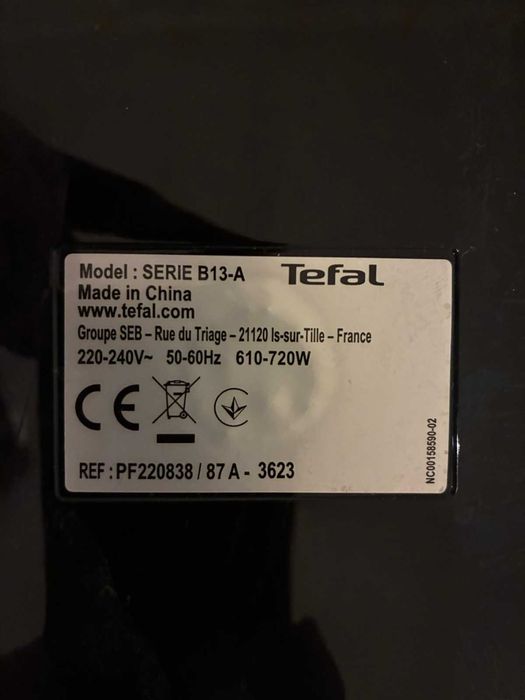 Model : SERIE B13-A Tefal
Made in China
www.tefal.com
Groupe SEB – Rue du Triage – 21120 Is-sur-Tille – France
220-240V~ 50-60Hz 610-720W
CE
REF : PF220838 / 87 A - 3623
NC00158590-02